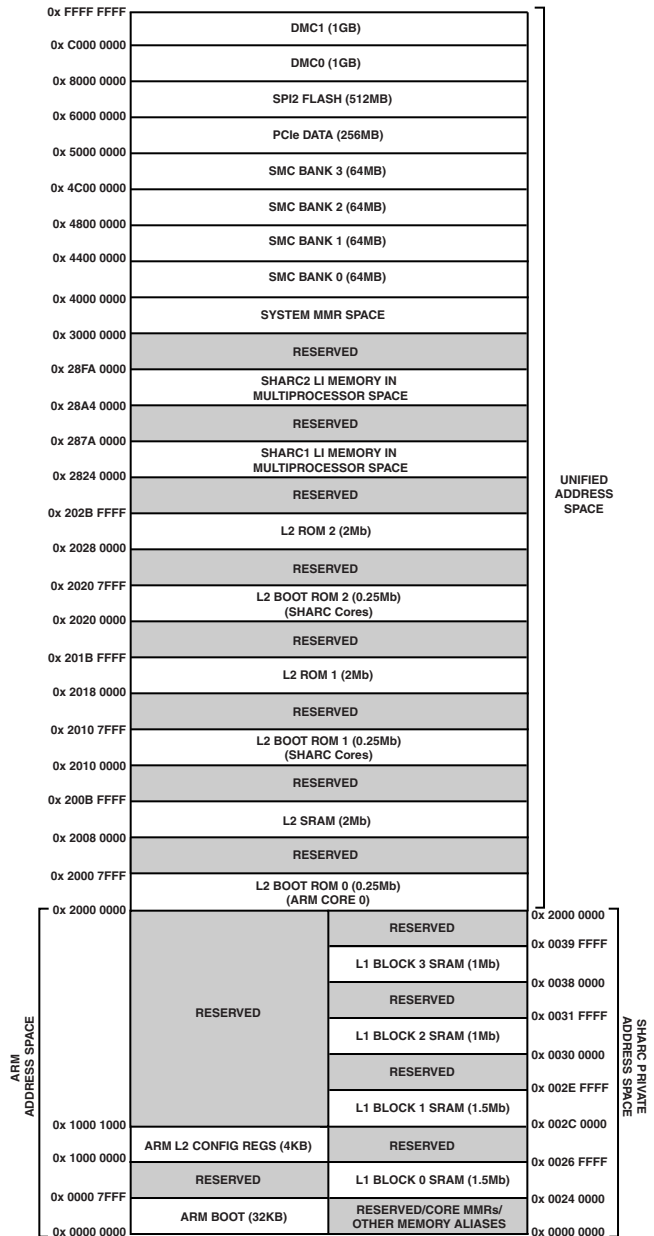 0x FFFF FFFF
DMC1 (1GB)
0x C000 0000
DMC0 (1GB)
0x 8000 0000
SPI2 FLASH (512MB)
0x 6000 0000
PCIe DATA (256MB)
0x 5000 0000
SMC BANK 3 (64MB)
0x 4C00 0000
SMC BANK 2 (64MB)
0x 4800 0000
SMC BANK 1 (64MB)
0x 4400 0000
SMC BANK 0 (64MB)
0x 4000 0000
SYSTEM MMR SPACE
0x 3000 0000
RESERVED
0x 28FA 0000
SHARC2 LI MEMORY IN
MULTIPROCESSOR SPACE
0x 28A4 0000
RESERVED
0x 287A 0000
SHARC1 LI MEMORY IN
MULTIPROCESSOR SPACE
0x 2824 0000
RESERVED
0x 202B FFFF
L2 ROM 2 (2Mb)
0x 2028 0000
RESERVED
0x 2020 7FFF
L2 BOOT ROM 2 (0.25Mb)
(SHARC Cores)
0x 2020 0000
RESERVED
0x 201B FFFF
L2 ROM 1 (2Mb)
0x 2018 0000
RESERVED
0x 2010 7FFF
L2 BOOT ROM 1 (0.25Mb)
(SHARC Cores)
0x 2010 0000
RESERVED
0x 200B FFFF
L2 SRAM (2Mb)
0x 2008 0000
RESERVED
0x 2000 7FFF
L2 BOOT ROM 0 (0.25Mb)
(ARM CORE 0)
0x 2000 0000
UNIFIED
ADDRESS
SPACE
ARM
ADDRESS SPACE
RESERVED
0x 1000 1000
ARM L2 CONFIG REGS (4KB)
0x 1000 0000
RESERVED
0x 0000 7FFF
ARM BOOT (32KB)
0x 0000 0000
0x 2000 0000
RESERVED
0x 0039 FFFF
L1 BLOCK 3 SRAM (1Mb)
0x 0038 0000
RESERVED
0x 0031 FFFF
L1 BLOCK 2 SRAM (1Mb)
0x 0030 0000
RESERVED
0x 002E FFFF
L1 BLOCK 1 SRAM (1.5Mb)
0x 002C 0000
RESERVED
0x 0026 FFFF
L1 BLOCK 0 SRAM (1.5Mb)
0x 0024 0000
RESERVED/CORE MMRs/
OTHER MEMORY ALIASES
0x 0000 0000
SHARC PRIVATE
ADDRESS SPACE